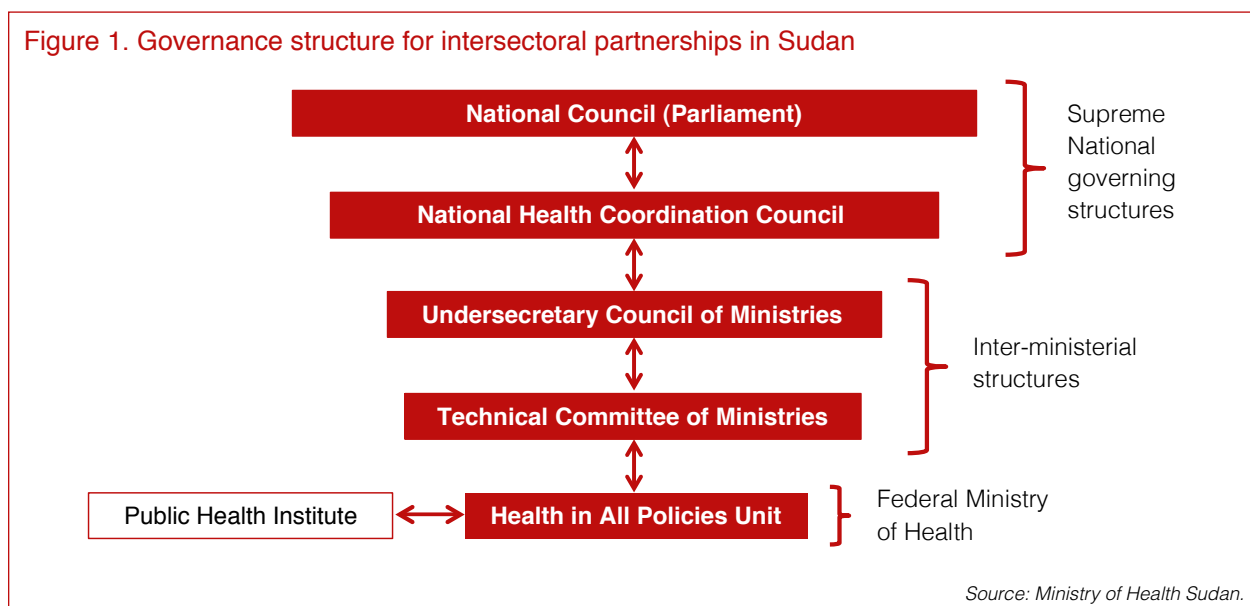 Figure 1. Governance structure for intersectoral partnerships in Sudan
National Council (Parliament)
Supreme
National
governing
structures
National Health Coordination Council
Undersecretary Council of Ministries
Inter-ministerial
structures
Technical Committee of Ministries
Public Health Institute
Health in All Policies Unit
Federal Ministry
of Health
Source: Ministry of Health Sudan.